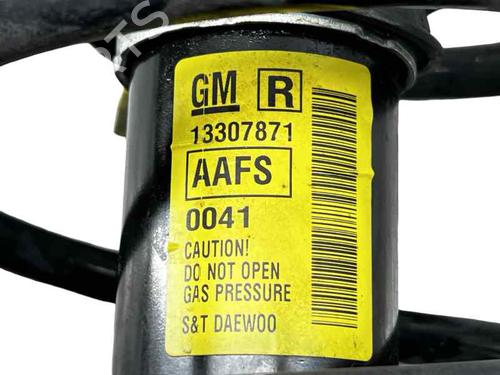 GM R
13307871
AAFS
0041
CAUTION!
DO NOT OPEN
GAS PRESSURE
S&T DAEWOO